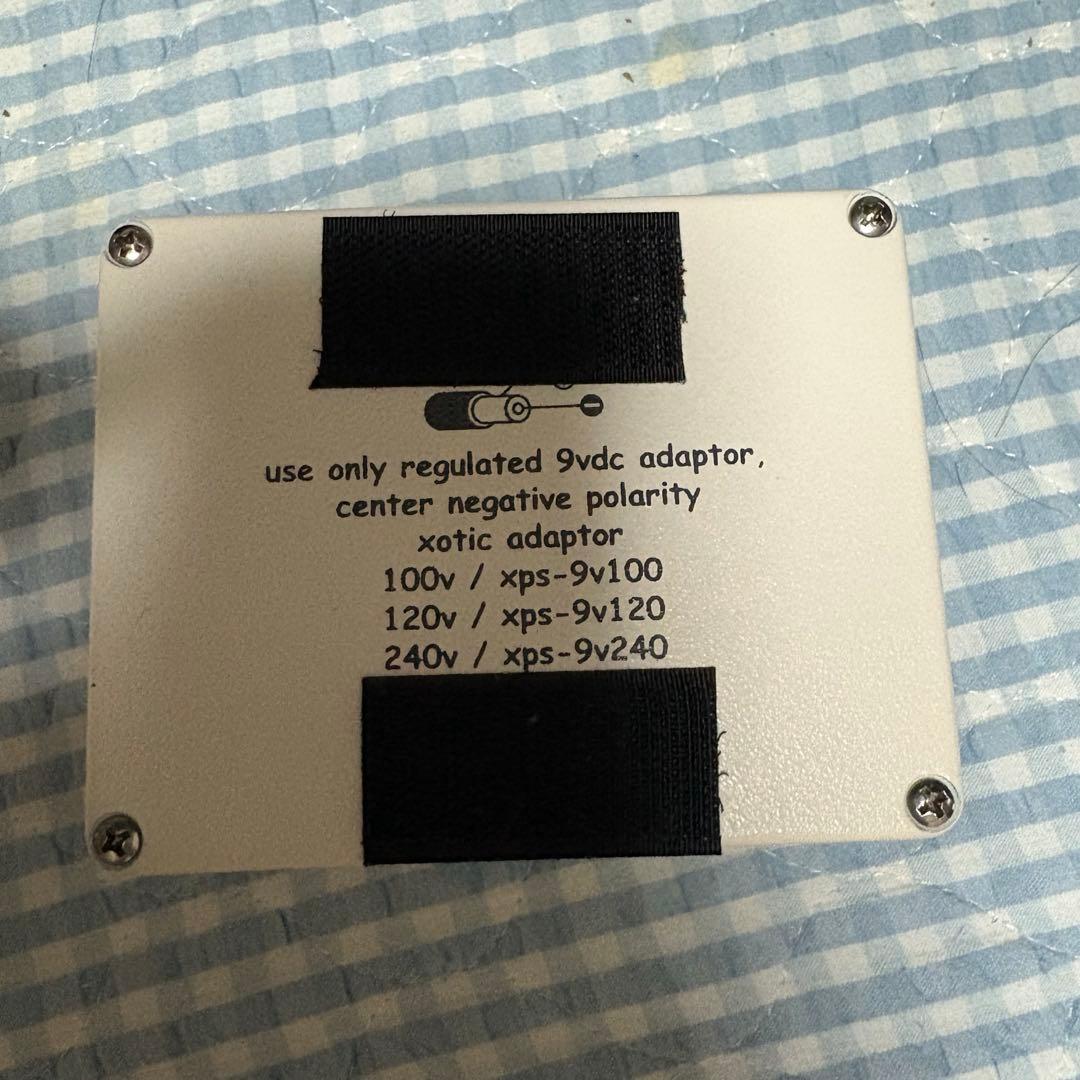 use only regulated 9vdc adaptor,
center negative polarity
xotic adaptor
100v / xps-9v100
120v / xps-9v120
240v / xps-9v240